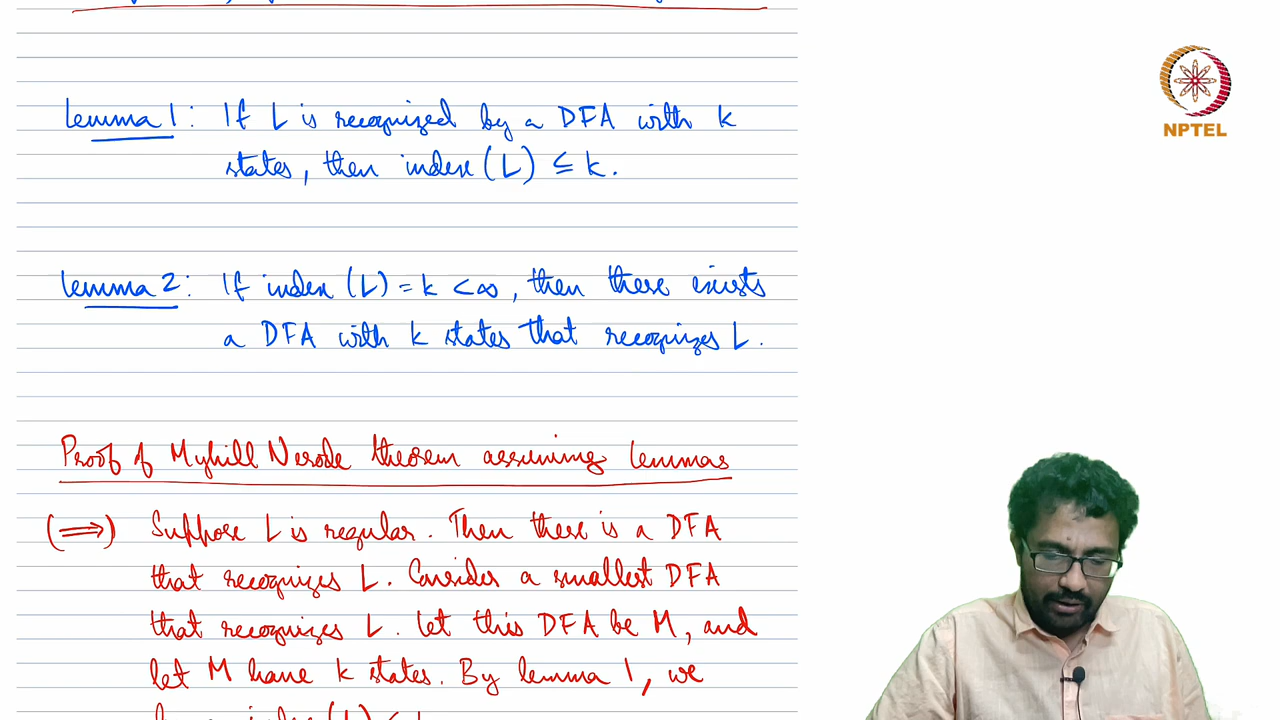 Lemma 1: If L is recognized by a DFA with k
states, then index (L) ≤ k.
Lemma 2: If index (L) = k < ∞, then there exists
a DFA with k states that recognizes L.
Proof of Myhill Nerode theorem assuming lemmas
(⟹) Suppose L is regular. Then there is a DFA
that recognizes L. Consider a smallest DFA
that recognizes L. Let this DFA be M, and
let M have k states. By lemma 1, we
NPTEL